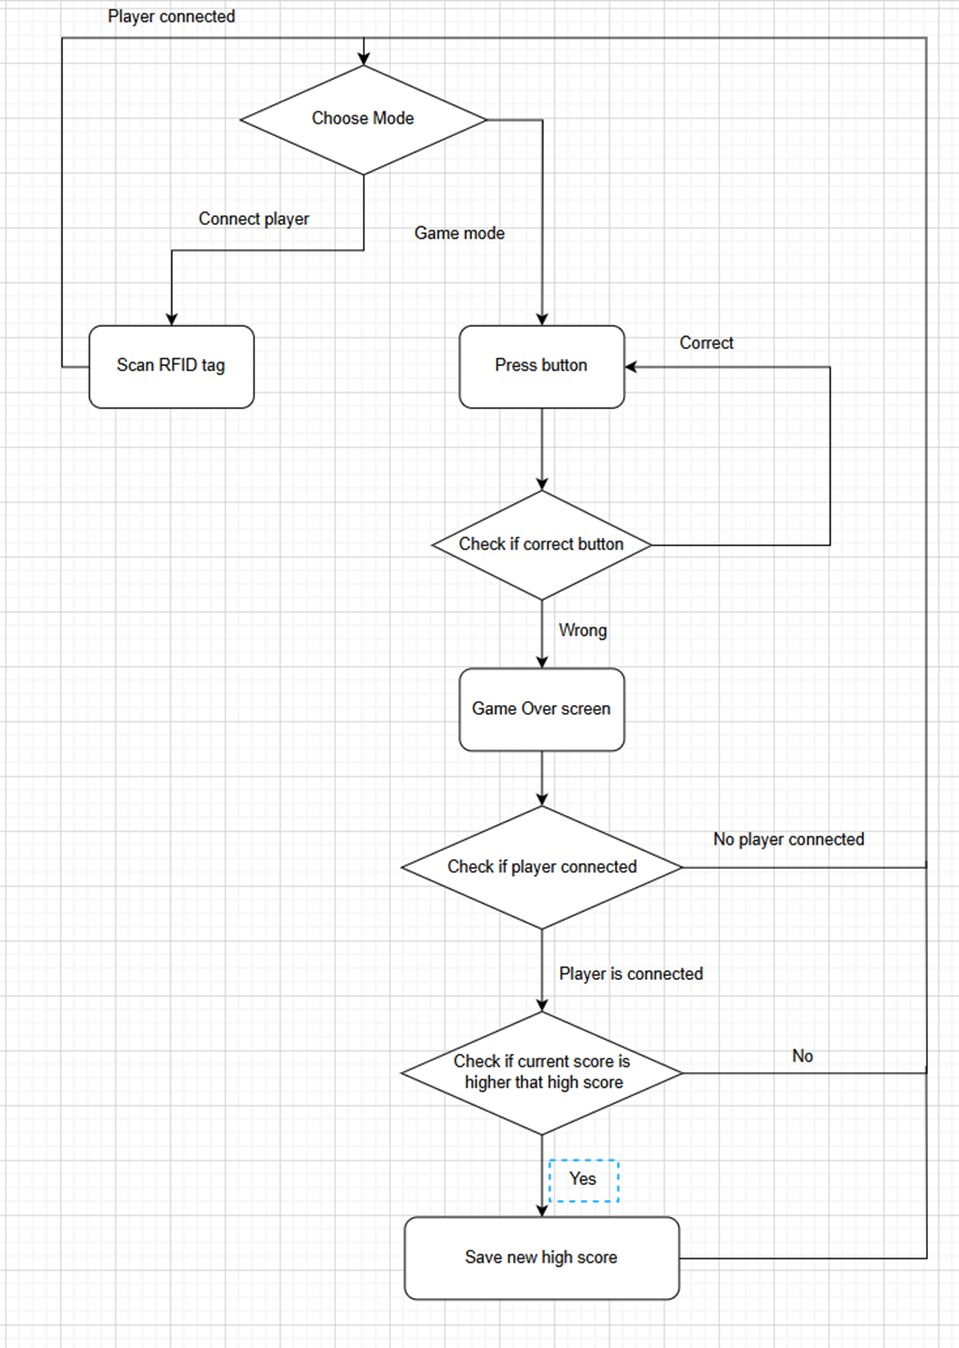 Player connected
Choose Mode
Connect player
Game mode
Scan RFID tag
Press button
Correct
Check if correct button
Wrong
Game Over screen
No player connected
Check if player connected
Player is connected
Check if current score is
higher that high score
No
Yes
Save new high score